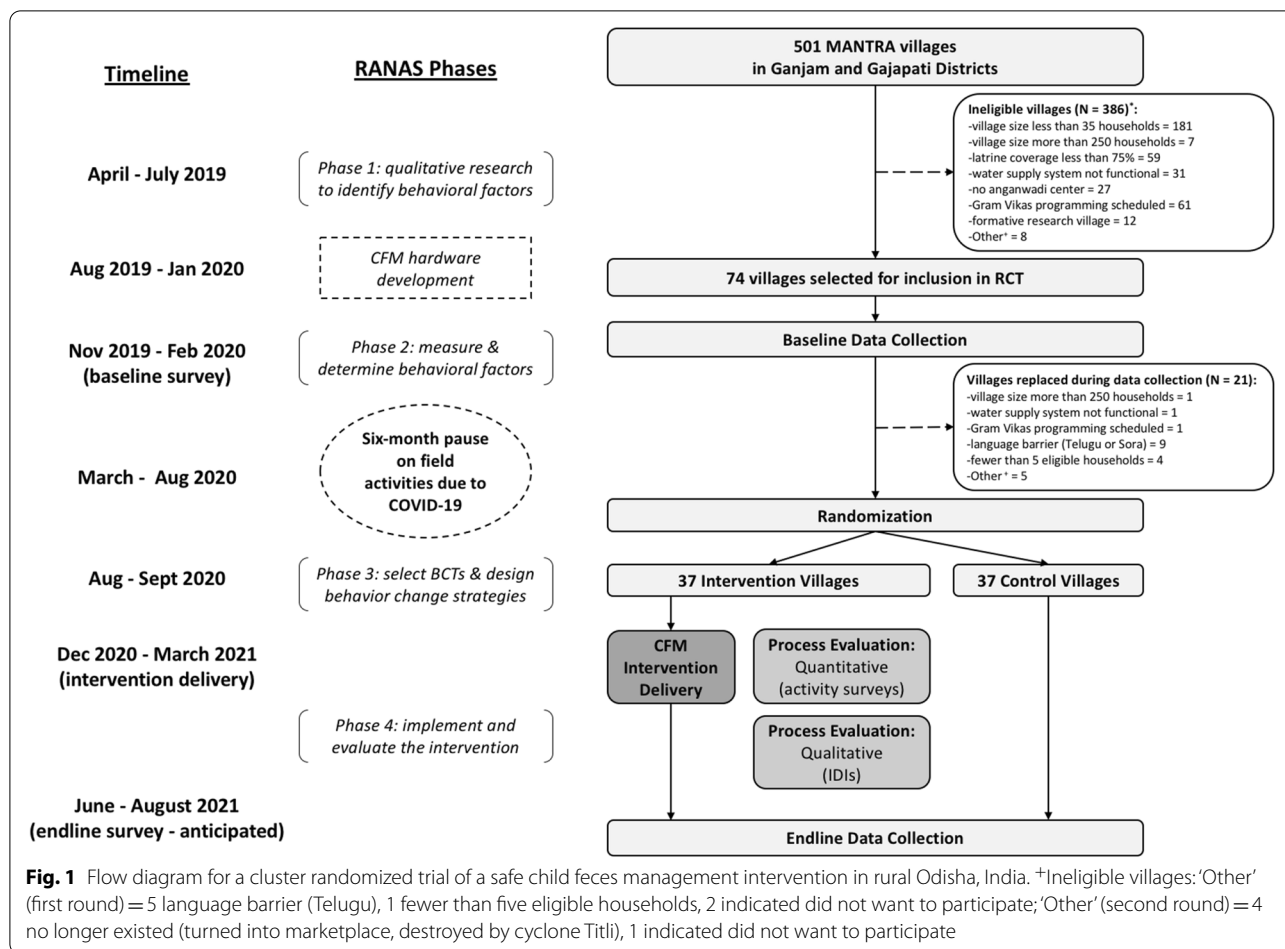 Timeline
RANAS Phases
501 MANTRA villages
in Ganjam and Gajapati Districts
Ineligible villages (N = 386)*:
-village size less than 35 households = 181
-village size more than 250 households = 7
-latrine coverage less than 75% = 59
-water supply system not functional = 31
-no anganwadi center = 27
-Gram Vikas programming scheduled = 61
-formative research village = 12
-Other⁺ = 8
April - July 2019
Phase 1: qualitative research
to identify behavioral factors
Aug 2019 - Jan 2020
CFM hardware
development
74 villages selected for inclusion in RCT
Nov 2019 - Feb 2020
(baseline survey)
Phase 2: measure &
determine behavioral factors
Baseline Data Collection
Villages replaced during data collection (N = 21):
-village size more than 250 households = 1
-water supply system not functional = 1
-Gram Vikas programming scheduled = 1
-language barrier (Telugu or Sora) = 9
-fewer than 5 eligible households = 4
-Other ⁺ = 5
March - Aug 2020
Six-month pause
on field
activities due to
COVID-19
Randomization
Aug - Sept 2020
Phase 3: select BCTs & design
behavior change strategies
37 Intervention Villages
37 Control Villages
Dec 2020 - March 2021
(intervention delivery)
CFM
Intervention
Delivery
Process Evaluation:
Quantitative
(activity surveys)
Phase 4: implement and
evaluate the intervention
Process Evaluation:
Qualitative
(IDIs)
June - August 2021
(endline survey - anticipated)
Endline Data Collection
Fig. 1 Flow diagram for a cluster randomized trial of a safe child feces management intervention in rural Odisha, India. ⁺Ineligible villages: 'Other'
(first round) = 5 language barrier (Telugu), 1 fewer than five eligible households, 2 indicated did not want to participate; 'Other' (second round) = 4
no longer existed (turned into marketplace, destroyed by cyclone Titli), 1 indicated did not want to participate